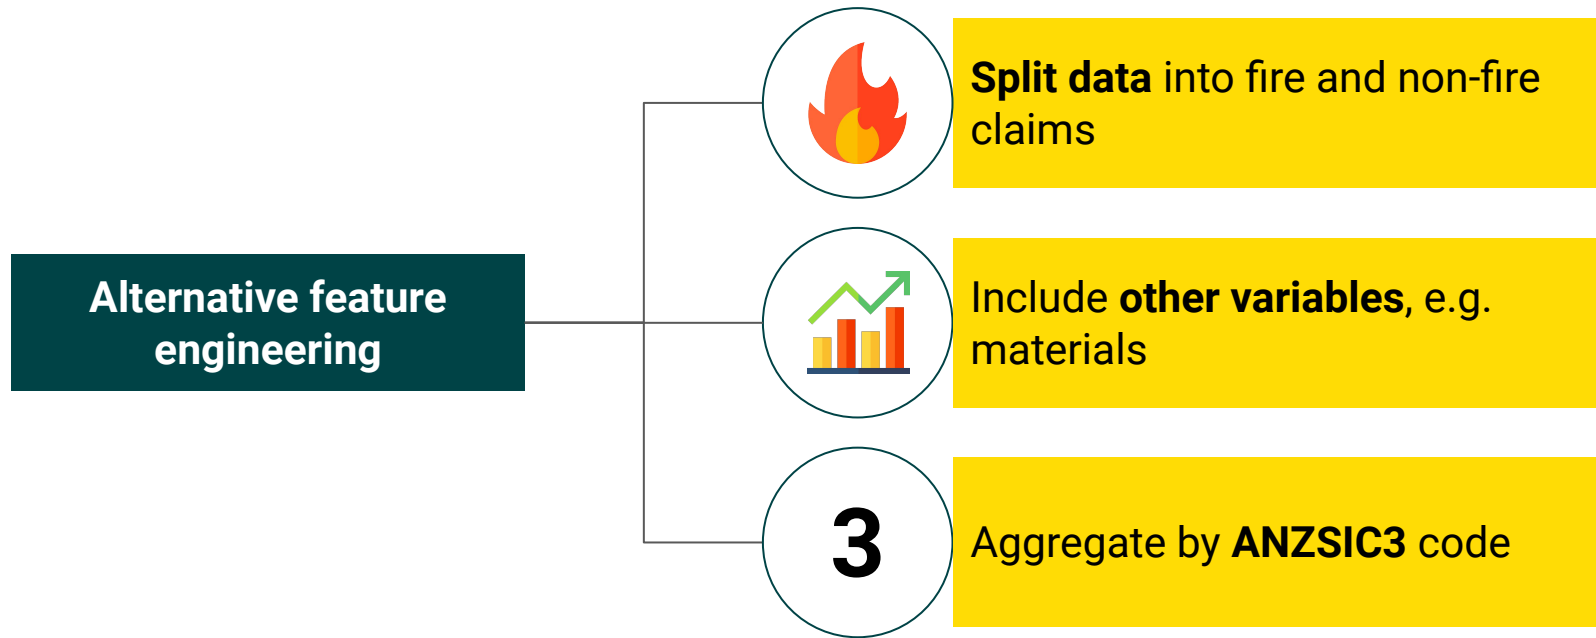 Alternative feature
engineering
Split data into fire and non-fire
claims
Include other variables, e.g.
materials
3
Aggregate by ANZSIC3 code